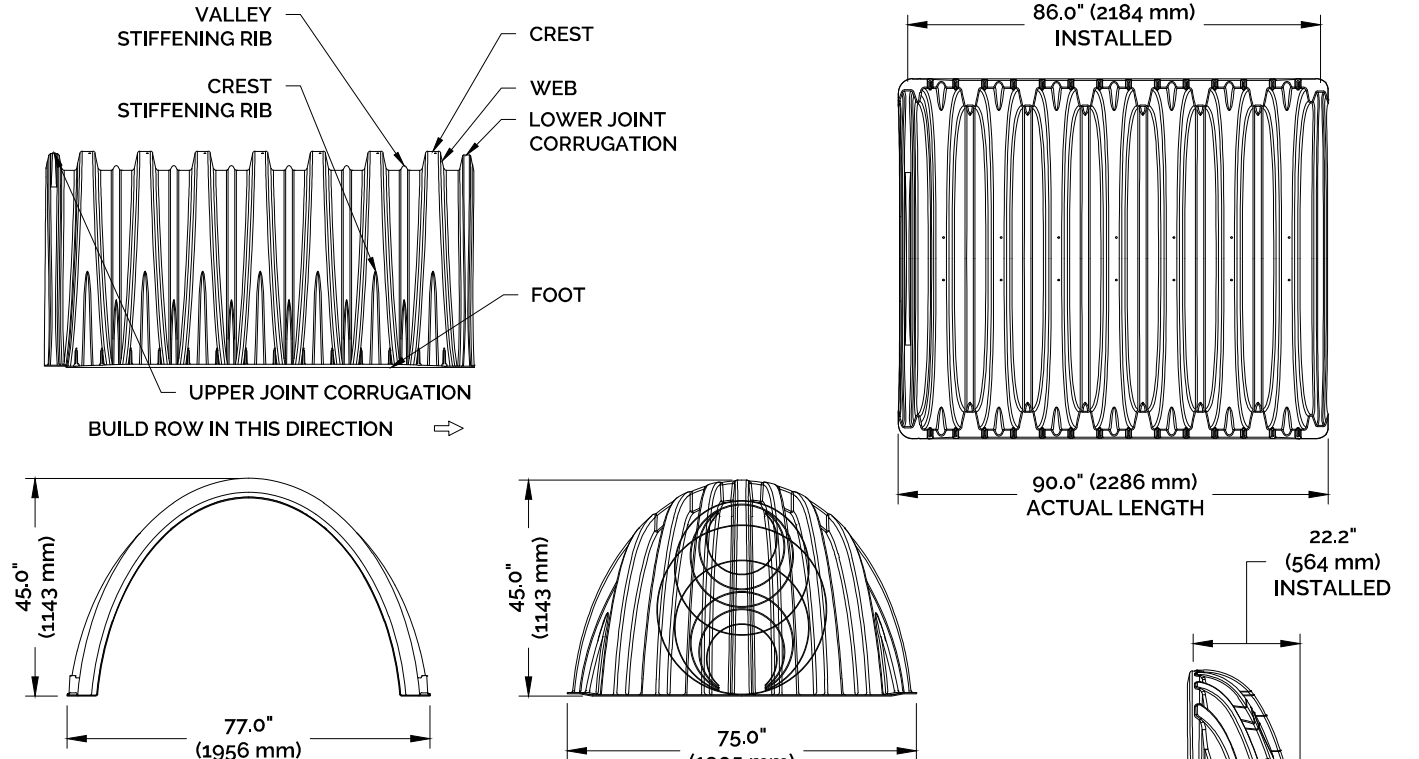 VALLEY
STIFFENING RIB
CREST
STIFFENING RIB
CREST
WEB
LOWER JOINT
CORRUGATION
FOOT
UPPER JOINT CORRUGATION
BUILD ROW IN THIS DIRECTION ⇨
86.0" (2184 mm)
INSTALLED
90.0" (2286 mm)
ACTUAL LENGTH
45.0"
(1143 mm)
77.0"
(1956 mm)
45.0"
(1143 mm)
75.0"
22.2"
(564 mm)
INSTALLED